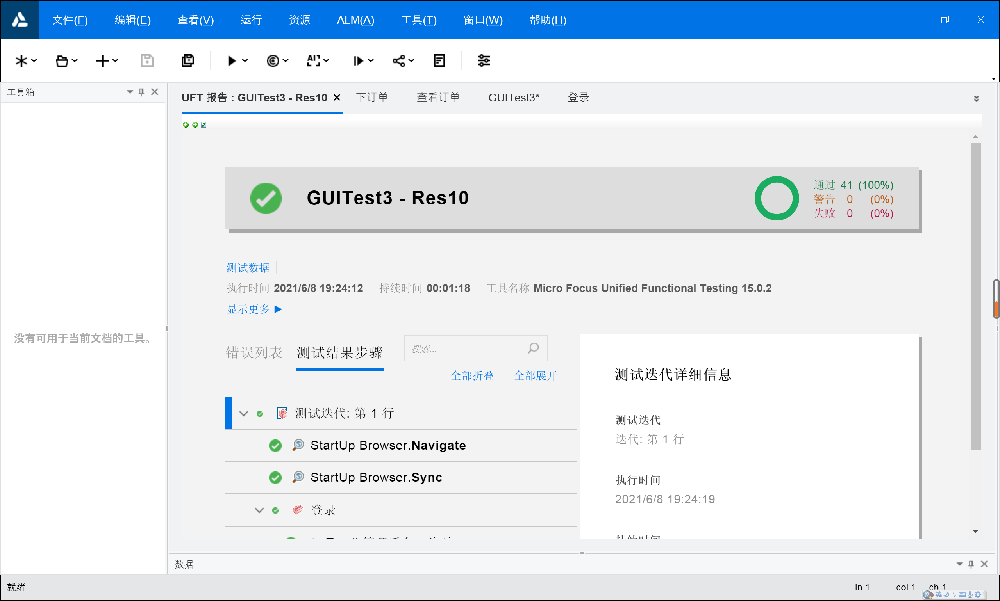 文件(F) 编辑(E) 查看(V) 运行 资源 ALM(A) 工具(T) 窗口(W) 帮助(H)
AI
工具箱
UFT 报告 : GUITest3 - Res10 下订单 查看订单 GUITest3* 登录
GUITest3 - Res10
通过 41 (100%)
警告 0 (0%)
失败 0 (0%)
测试数据
执行时间 2021/6/8 19:24:12 持续时间 00:01:18 工具名称 Micro Focus Unified Functional Testing 15.0.2
显示更多
没有可用于当前文档的工具。
错误列表 测试结果步骤 搜索...
全部折叠 全部展开
测试迭代: 第 1 行
StartUp Browser.Navigate
StartUp Browser.Sync
登录
测试迭代详细信息
测试迭代
迭代: 第 1 行
执行时间
2021/6/8 19:24:19
持续时间
数据
就绪 ln 1 col 1 ch 1
英